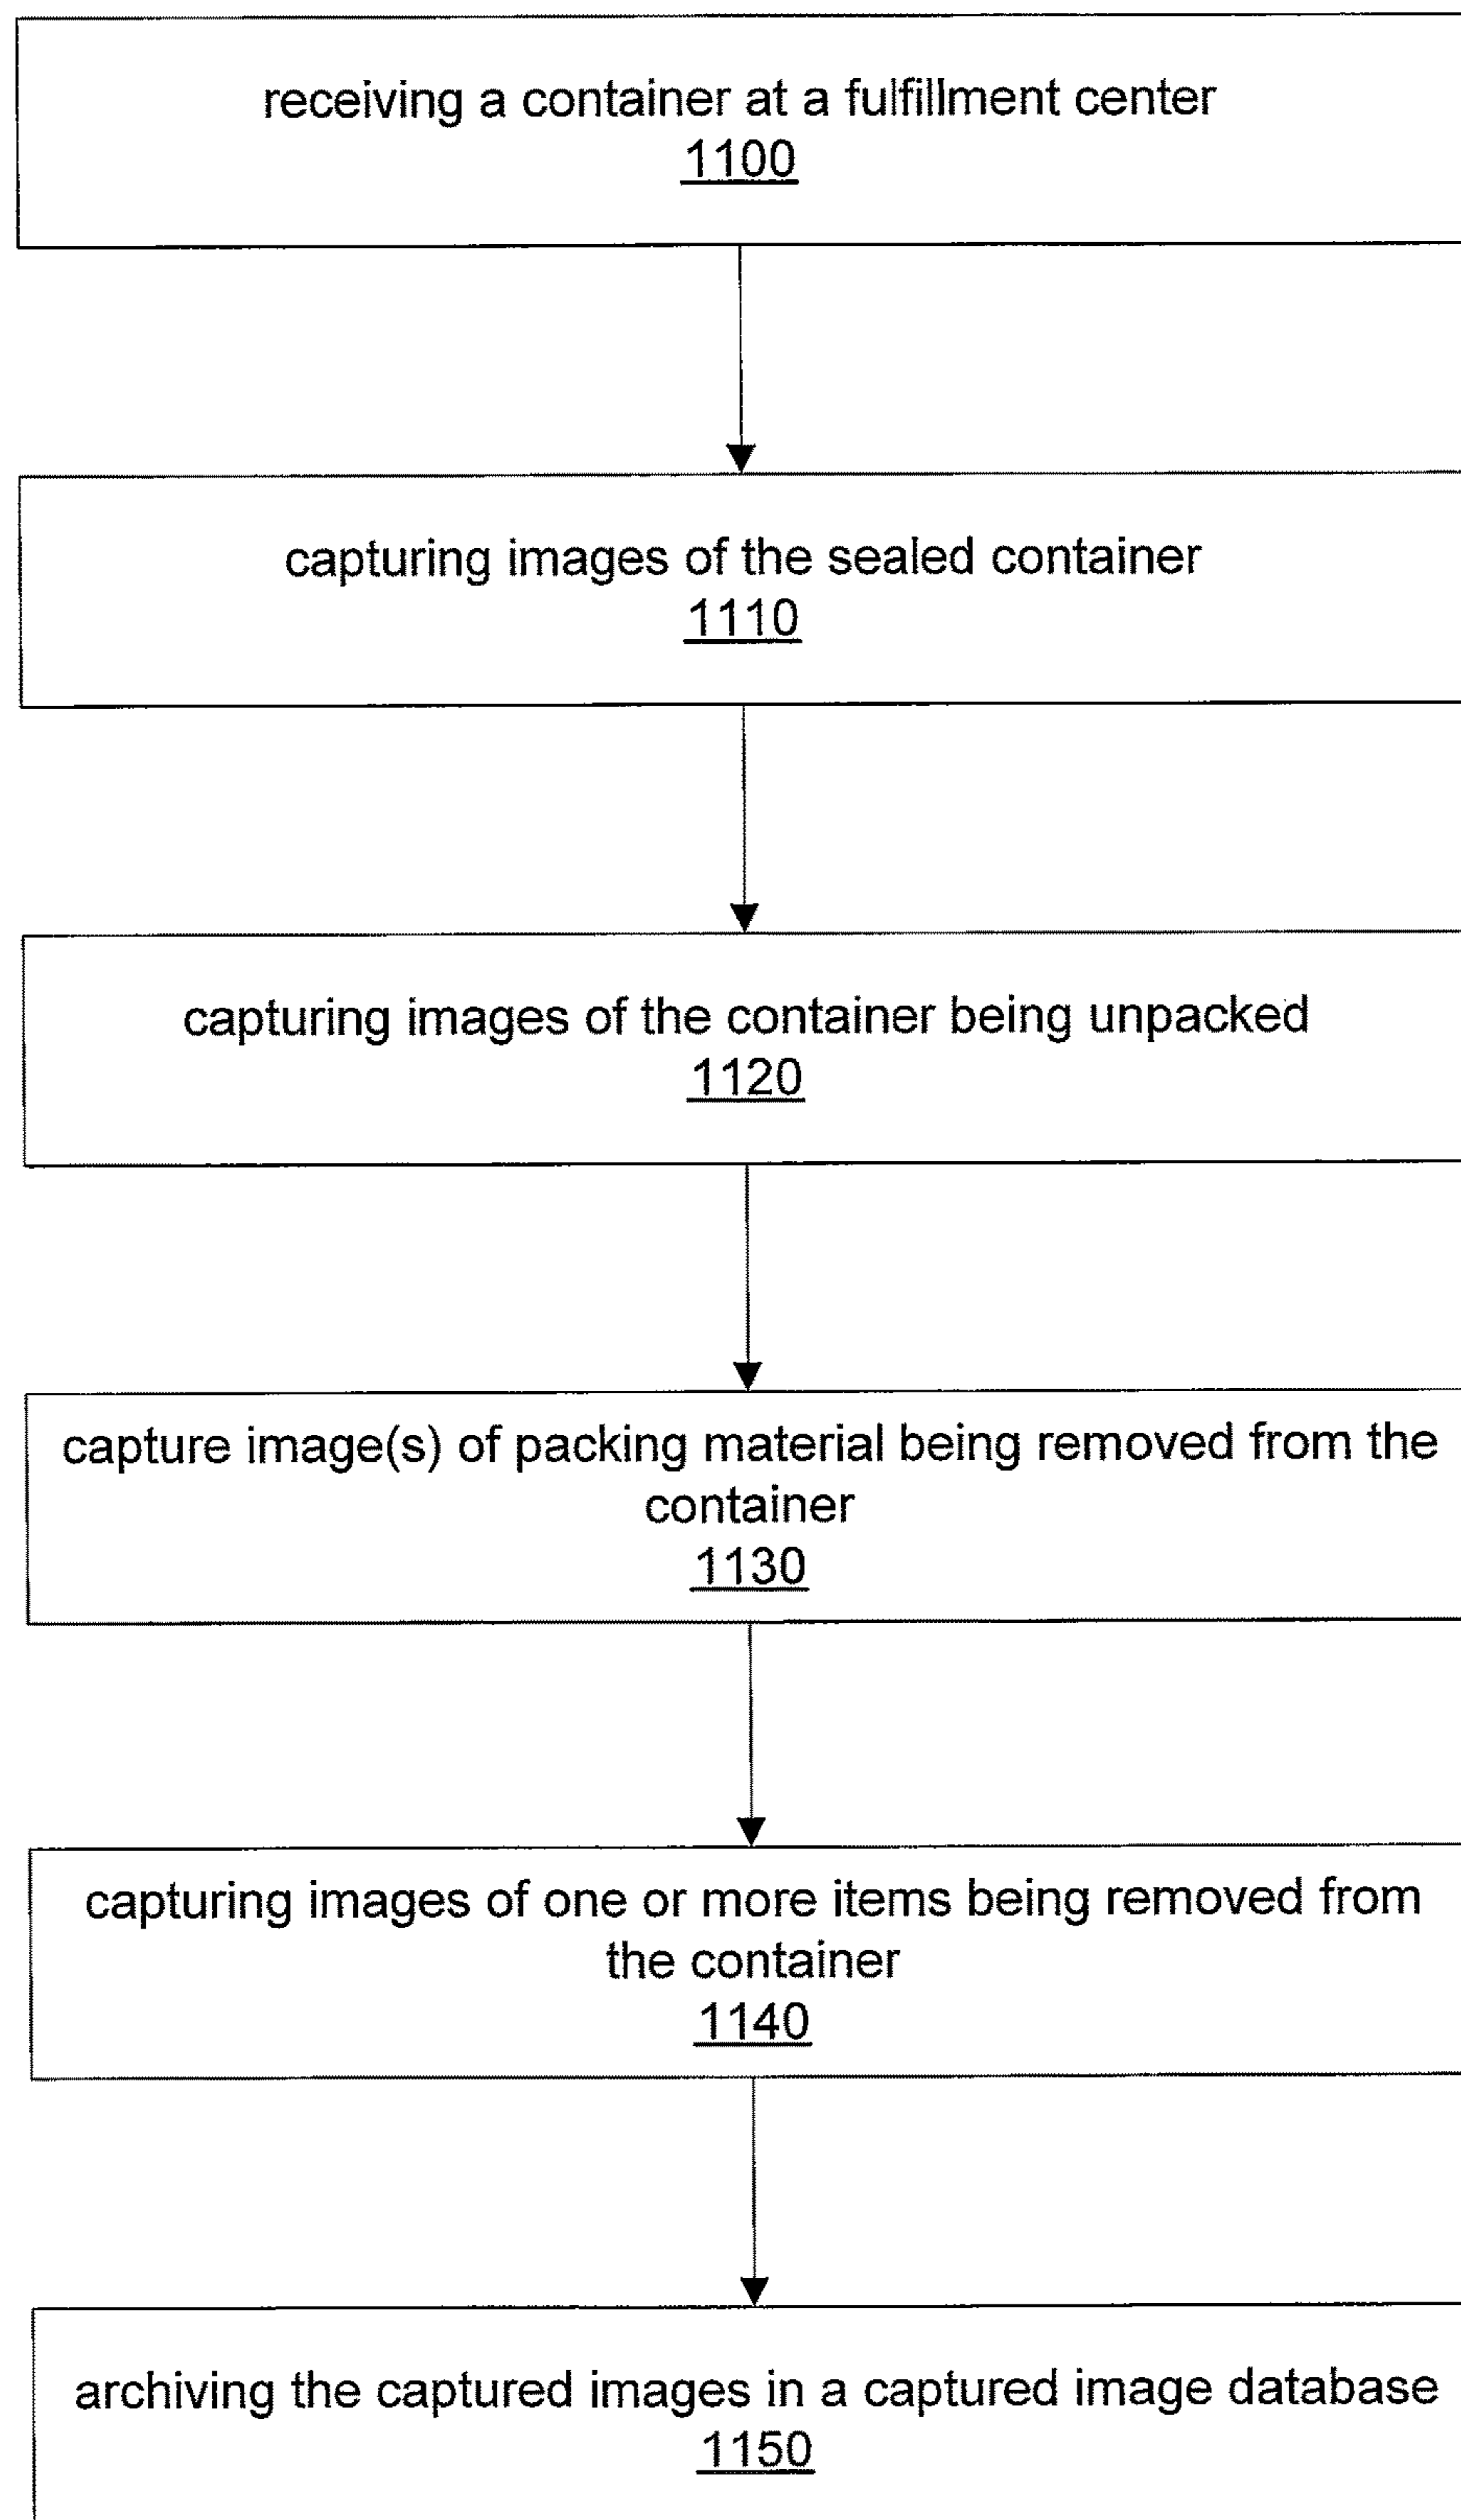 receiving a container at a fulfillment center
1100
capturing images of the sealed container
1110
capturing images of the container being unpacked
1120
capture image(s) of packing material being removed from the
container
1130
capturing images of one or more items being removed from
the container
1140
archiving the captured images in a captured image database
1150